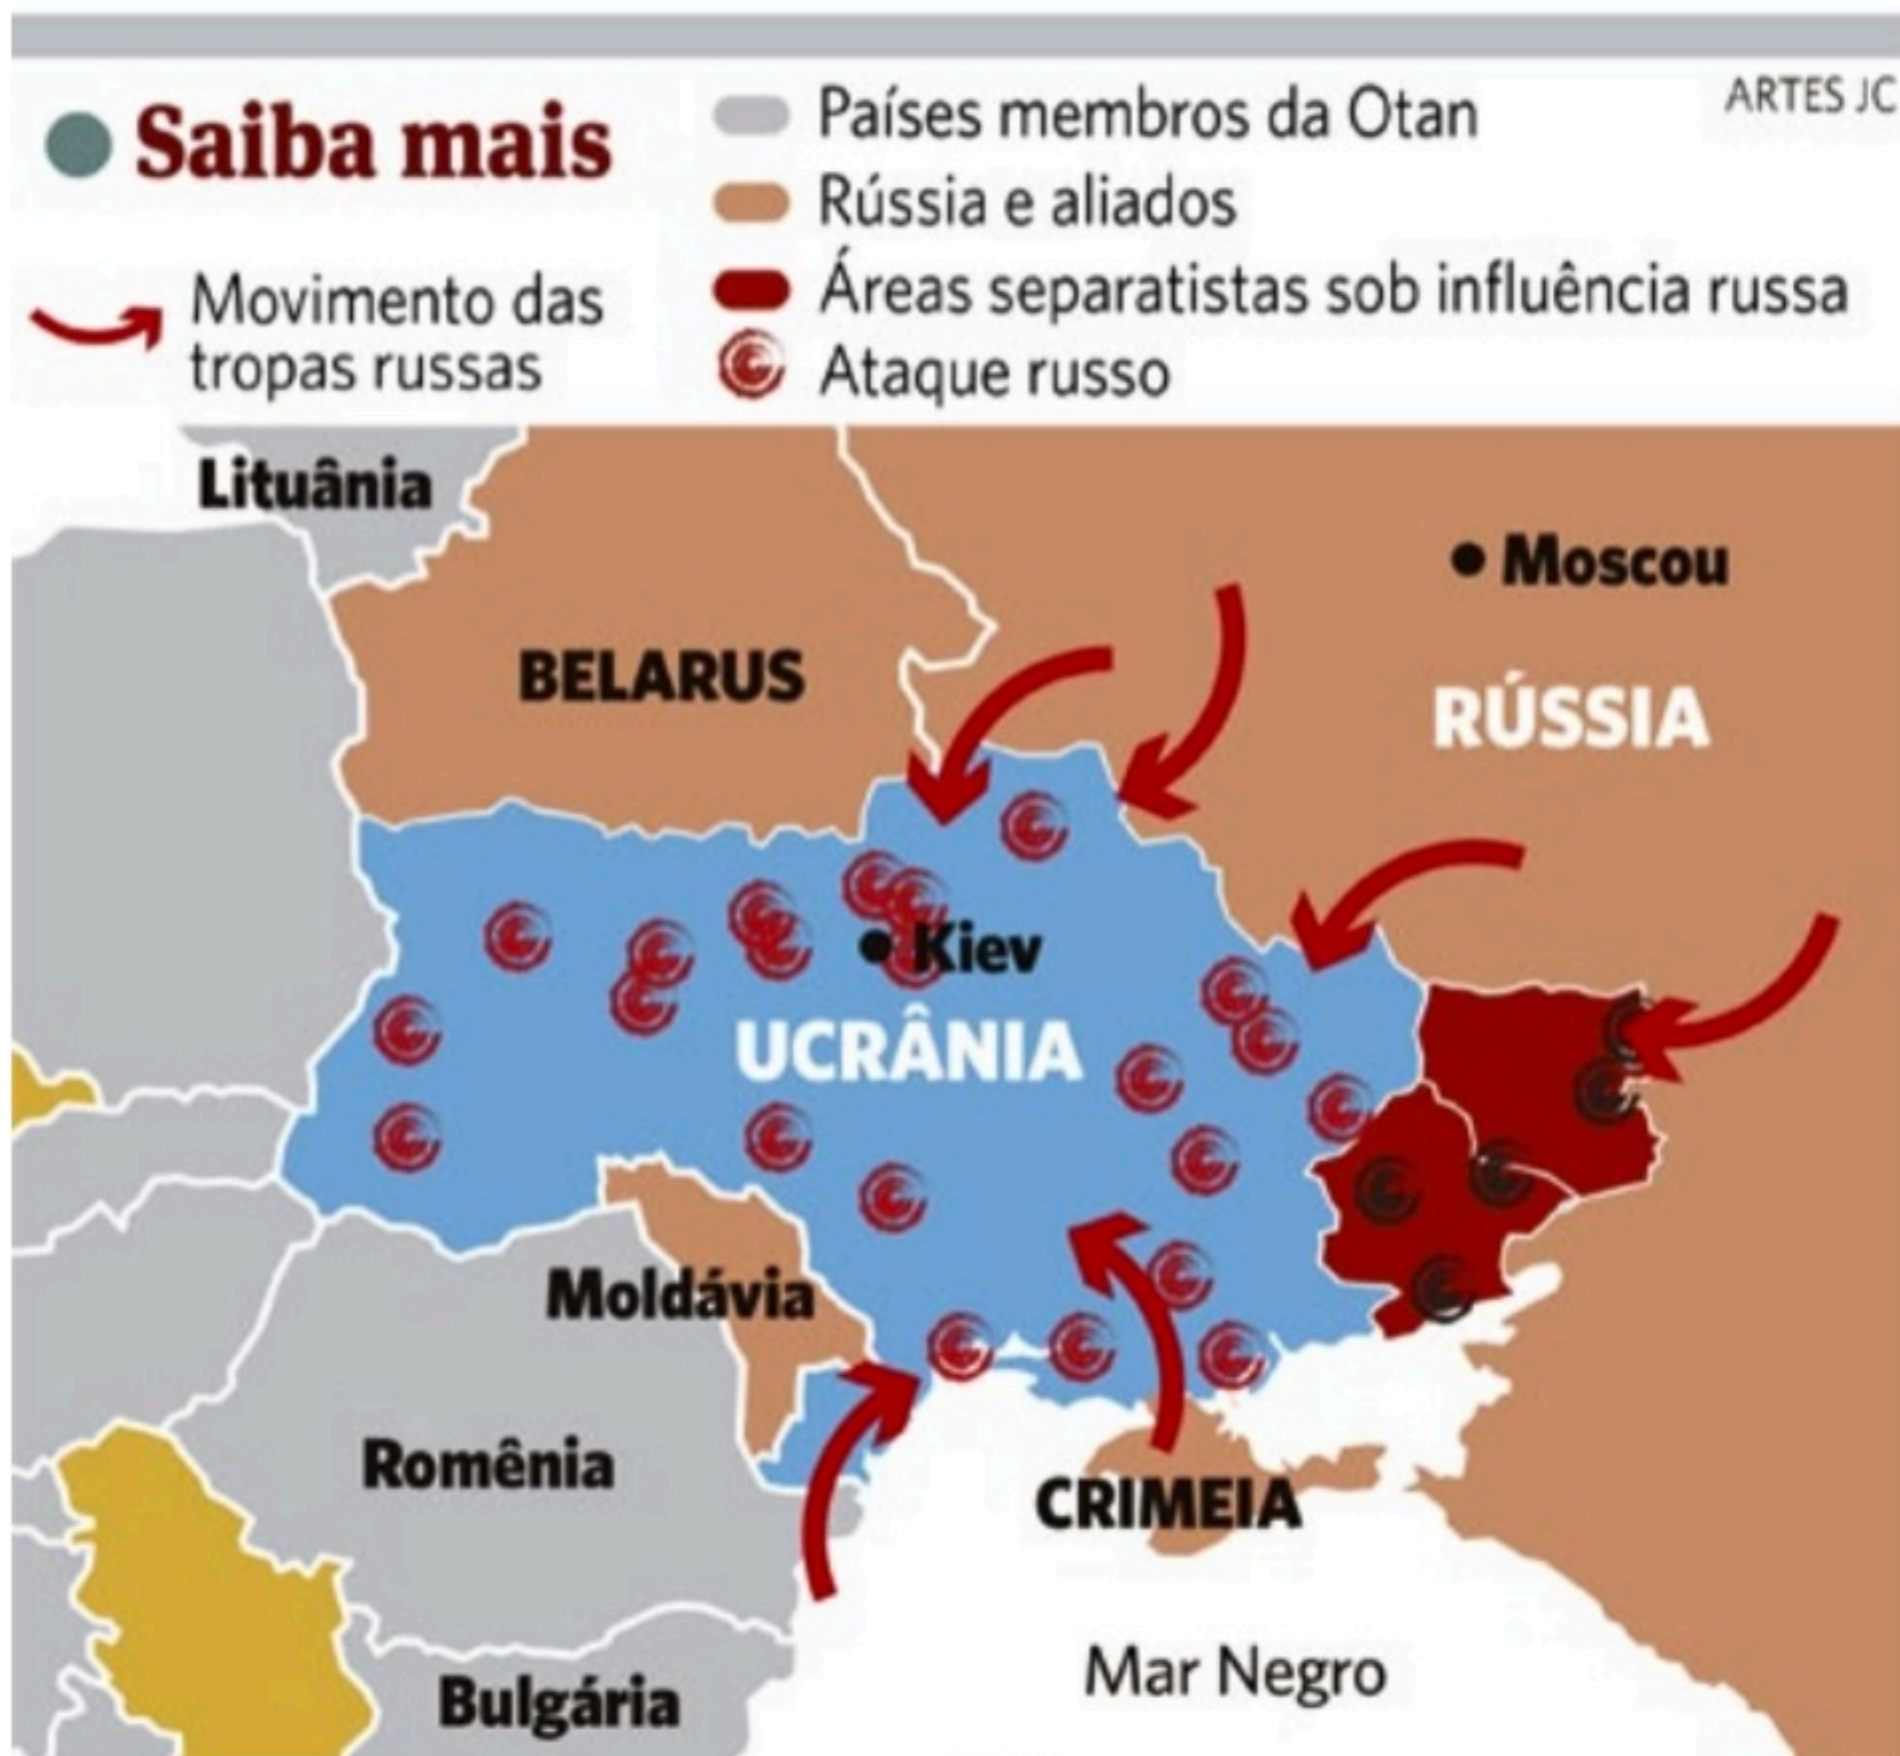 ARTES JC
Saiba mais
Movimento das
tropas russas
Países membros da Otan
Rússia e aliados
Áreas separatistas sob influência russa
Ataque russo
Lituânia
Moscou
BELARUS
RÚSSIA
Kiev
UCRÂNIA
Moldávia
Romênia
CRIMEIA
Mar Negro
Bulgária